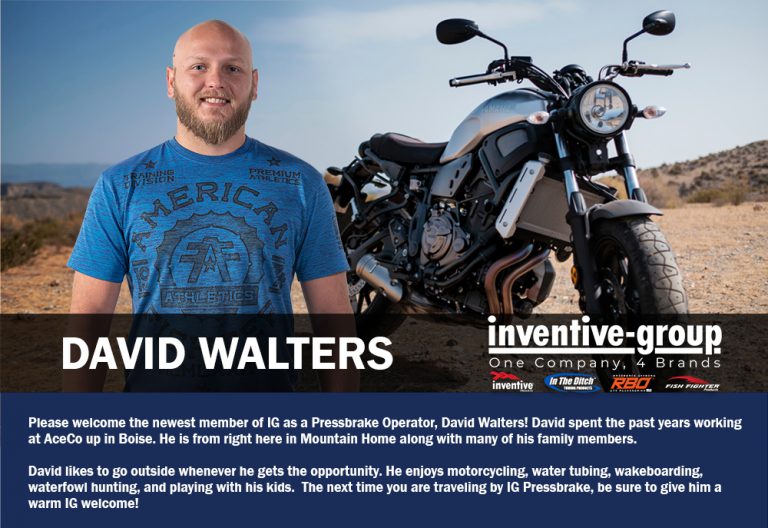 TRAINING DIVISION
PREMIUM ATHLETICS
AMERICAN
ATHLETICS
YAMAHA
DAVID WALTERS
inventive-group
One Company, 4 Brands
inventive
In The Ditch
TOWING PRODUCTS
RBO
FISH FIGHTER
Please welcome the newest member of IG as a Pressbrake Operator, David Walters! David spent the past years working
at AceCo up in Boise. He is from right here in Mountain Home along with many of his family members.
David likes to go outside whenever he gets the opportunity. He enjoys motorcycling, water tubing, wakeboarding,
waterfowl hunting, and playing with his kids.  The next time you are traveling by IG Pressbrake, be sure to give him a
warm IG welcome!